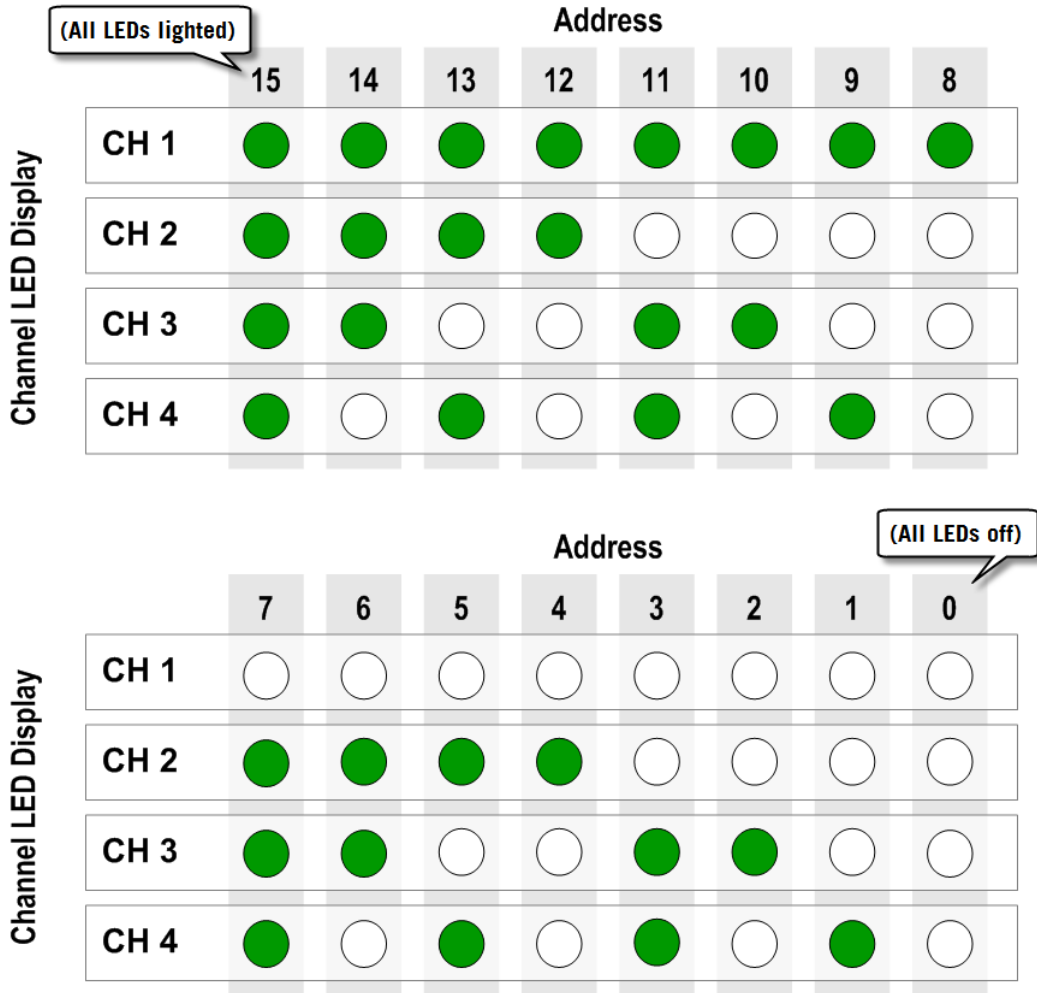 Address
(All LEDs lighted)
15 14 13 12 11 10 9 8
Channel LED Display
CH 1
CH 2
CH 3
CH 4
Address
(All LEDs off)
7 6 5 4 3 2 1 0
Channel LED Display
CH 1
CH 2
CH 3
CH 4